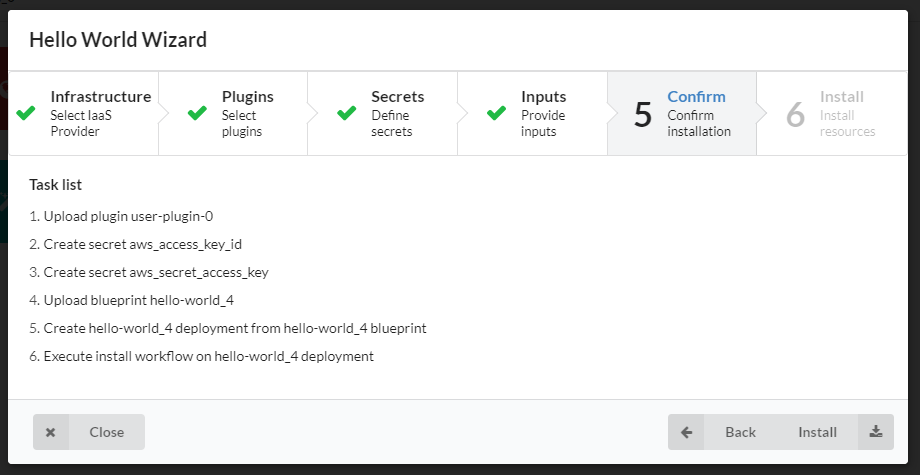 Hello World Wizard
Infrastructure
Select IaaS
Provider
Plugins
Select
plugins
Secrets
Define
secrets
Inputs
Provide
inputs
5
Confirm
Confirm
installation
6
Install
Install
resources
Task list
1. Upload plugin user-plugin-0
2. Create secret aws_access_key_id
3. Create secret aws_secret_access_key
4. Upload blueprint hello-world_4
5. Create hello-world_4 deployment from hello-world_4 blueprint
6. Execute install workflow on hello-world_4 deployment
Close
Back
Install